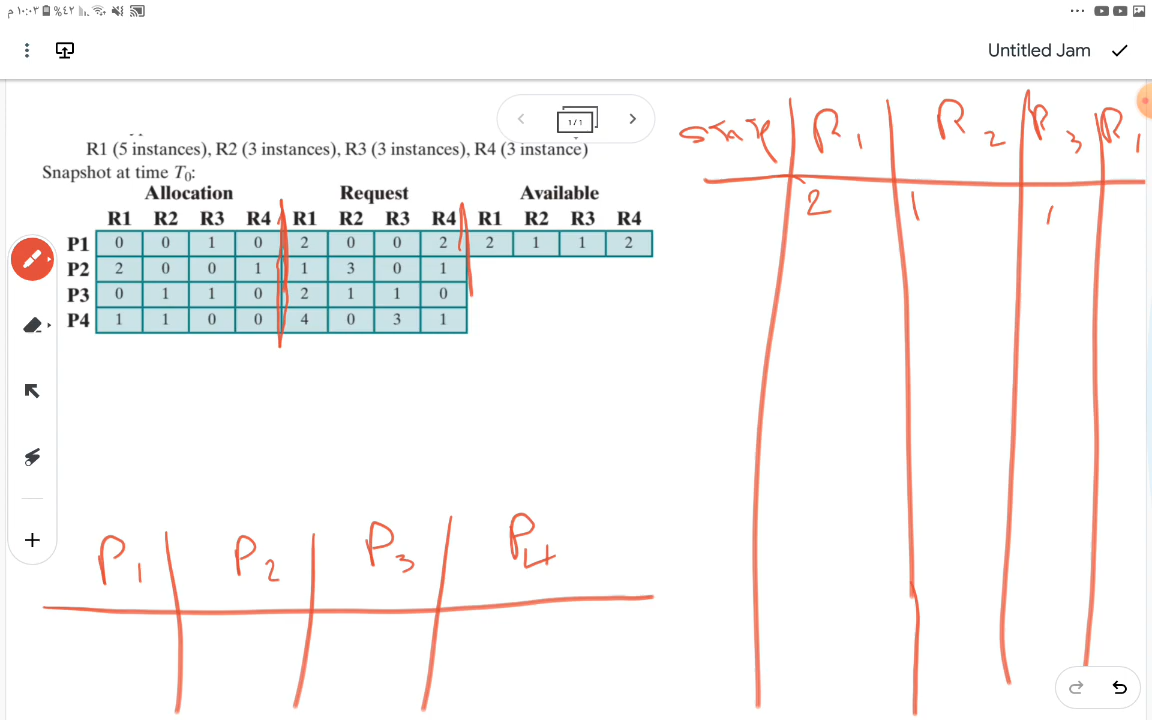 م ١٠:٠٣ %٤٢
Untitled Jam
1 / 1
R1 (5 instances), R2 (3 instances), R3 (3 instances), R4 (3 instance)
Snapshot at time T0:
Allocation Request Available
R1 R2 R3 R4 R1 R2 R3 R4 R1 R2 R3 R4
P1 0 0 1 0 2 0 0 2 2 1 1 2
P2 2 0 0 1 1 3 0 1
P3 0 1 1 0 2 1 1 0
P4 1 1 0 0 4 0 3 1
R1 R2 R3 R1
2 1 1
P1 P2 P3 P4